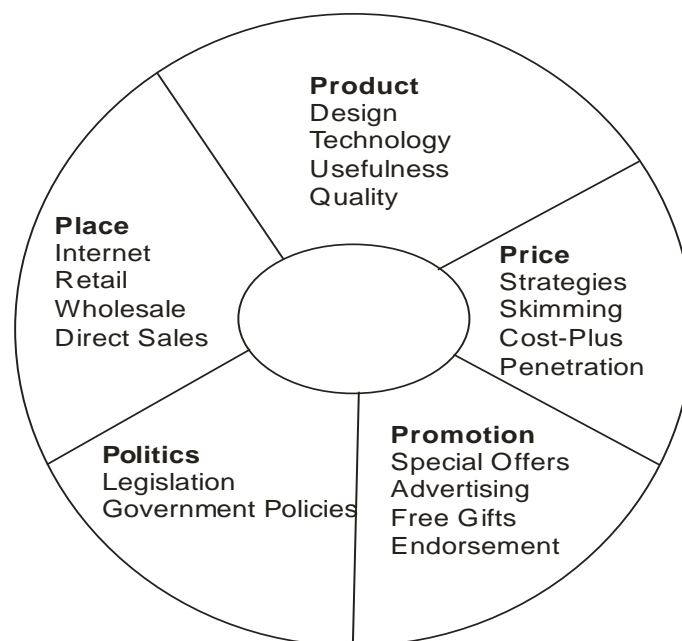 Product
Design
Technology
Usefulness
Quality
Price
Strategies
Skimming
Cost-Plus
Penetration
Promotion
Special Offers
Advertising
Free Gifts
Endorsement
Politics
Legislation
Government Policies
Place
Internet
Retail
Wholesale
Direct Sales